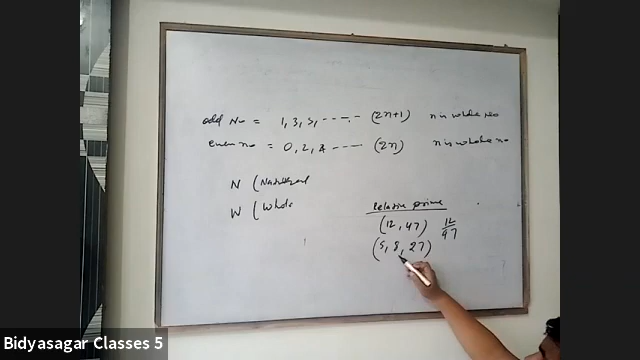 odd No = 1, 3, 5, ------ (2n+1) n is whole No
even no = 0, 2, 4 ----- (2n) n is whole no
N (Natural
W (Whole
Relative prime
(12, 47) 12/47
(5, 8, 27)
Bidyasagar Classes 5